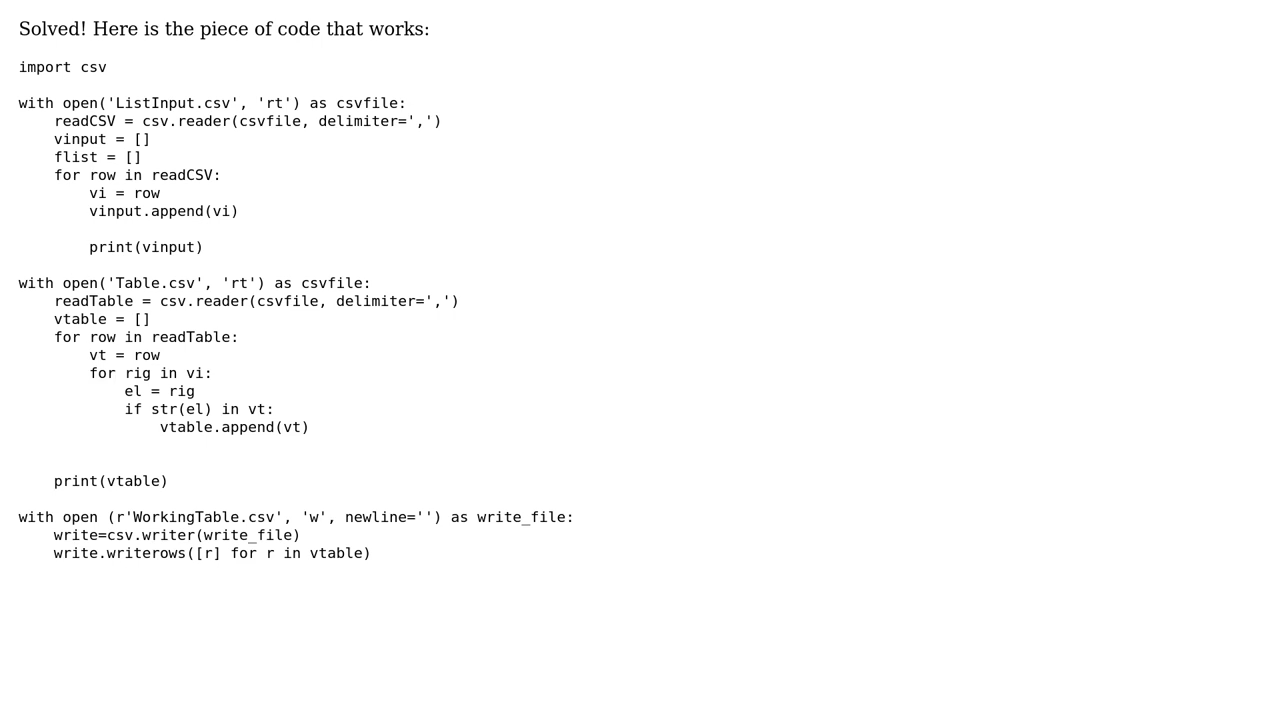 Solved! Here is the piece of code that works:
import csv
with open('ListInput.csv', 'rt') as csvfile:
    readCSV = csv.reader(csvfile, delimiter=',')
    vinput = []
    flist = []
    for row in readCSV:
        vi = row
        vinput.append(vi)

        print(vinput)

with open('Table.csv', 'rt') as csvfile:
    readTable = csv.reader(csvfile, delimiter=',')
    vtable = []
    for row in readTable:
        vt = row
        for rig in vi:
            el = rig
            if str(el) in vt:
                vtable.append(vt)


    print(vtable)

with open (r'WorkingTable.csv', 'w', newline='') as write_file:
    write=csv.writer(write_file)
    write.writerows([r] for r in vtable)